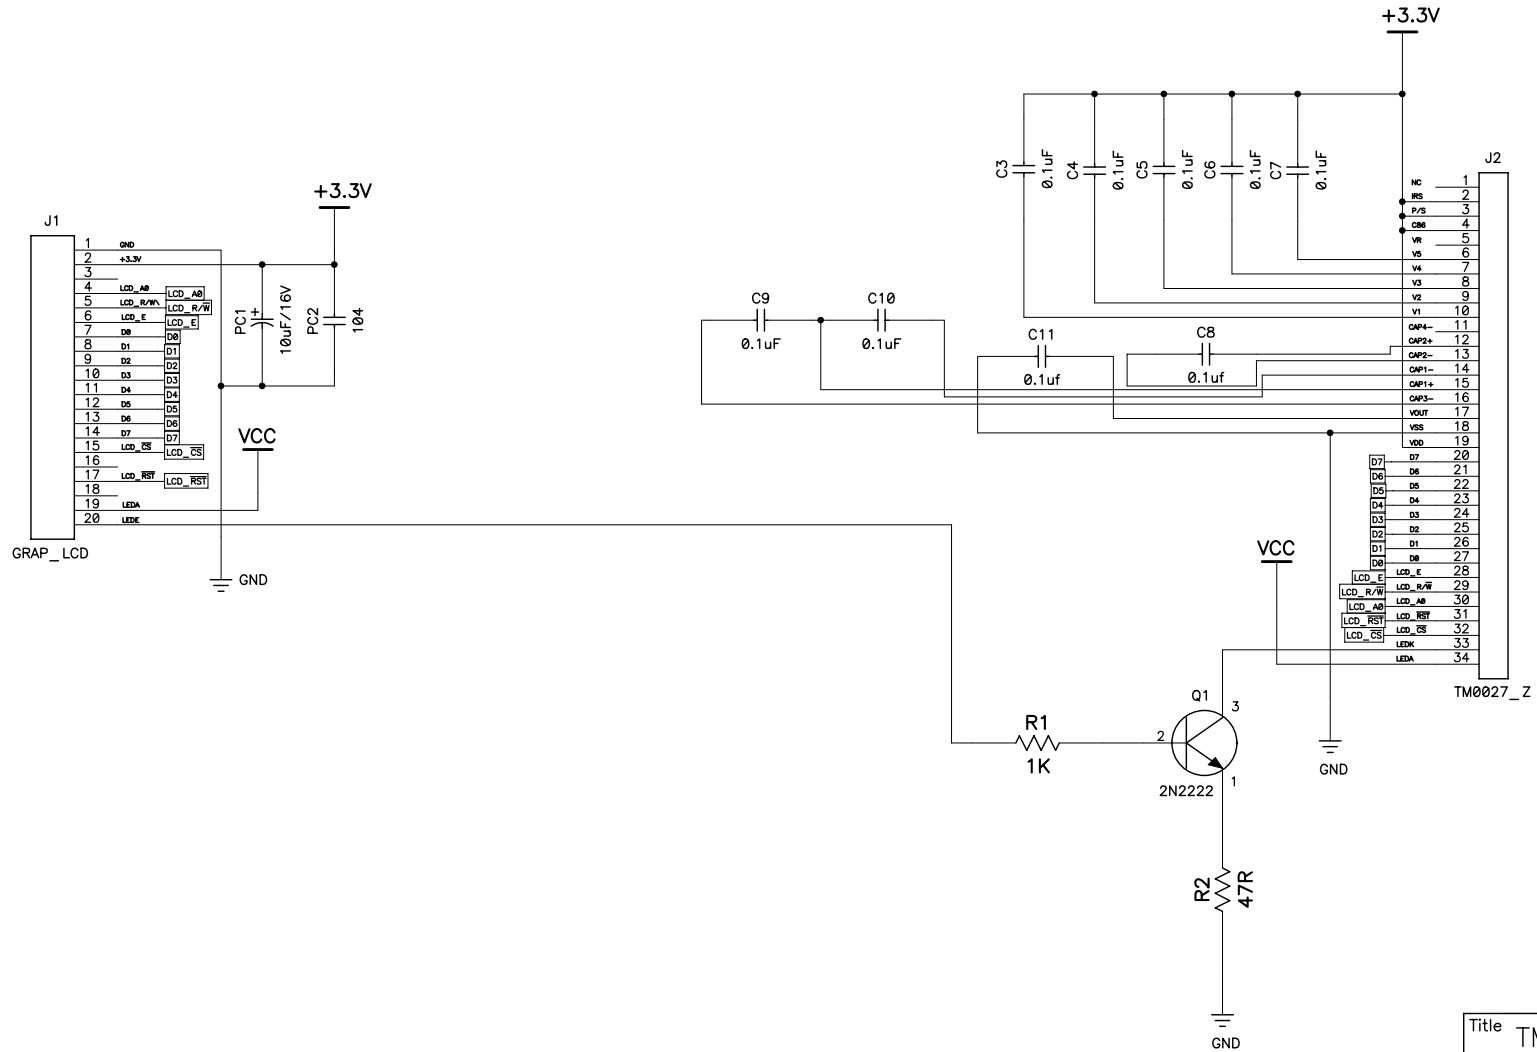 +3.3V
J2
C3
0.1uF
C4
0.1uF
C5
0.1uF
C6
0.1uF
C7
0.1uF
NC 1
IRS 2
P/S 3
C86 4
VR 5
V5 6
V4 7
V3 8
V2 9
V1 10
CAP4- 11
CAP2+ 12
CAP2- 13
CAP1- 14
CAP1+ 15
CAP3- 16
VOUT 17
VSS 18
VDD 19
D7 D7 20
D6 D6 21
D5 D5 22
D4 D4 23
D3 D3 24
D2 D2 25
D1 D1 26
D0 D0 27
LCD_E LCD_E 28
LCD_R/W̅ LCD_R/W̅ 29
LCD_A0 LCD_A0 30
LCD_R̅S̅T̅ LCD_R̅S̅T̅ 31
LCD_C̅S̅ LCD_C̅S̅ 32
LEDK 33
LEDA 34
TM0027_Z
+3.3V
J1
1 GND
2 +3.3V
3
4 LCD_A0 LCD_A0
5 LCD_R/W\ LCD_R/W̅
6 LCD_E LCD_E
7 D0 D0
8 D1 D1
9 D2 D2
10 D3 D3
11 D4 D4
12 D5 D5
13 D6 D6
14 D7 D7
15 LCD_C̅S̅ LCD_C̅S̅
16
17 LCD_R̅S̅T̅ LCD_R̅S̅T̅
18
19 LEDA
20 LEDE
GRAP_LCD
PC1
+
10uF/16V
PC2
104
VCC
GND
C9
0.1uF
C10
0.1uF
C11
0.1uf
C8
0.1uf
VCC
R1
1K
Q1
2
3
1
2N2222
GND
R2
47R
GND
Title TM